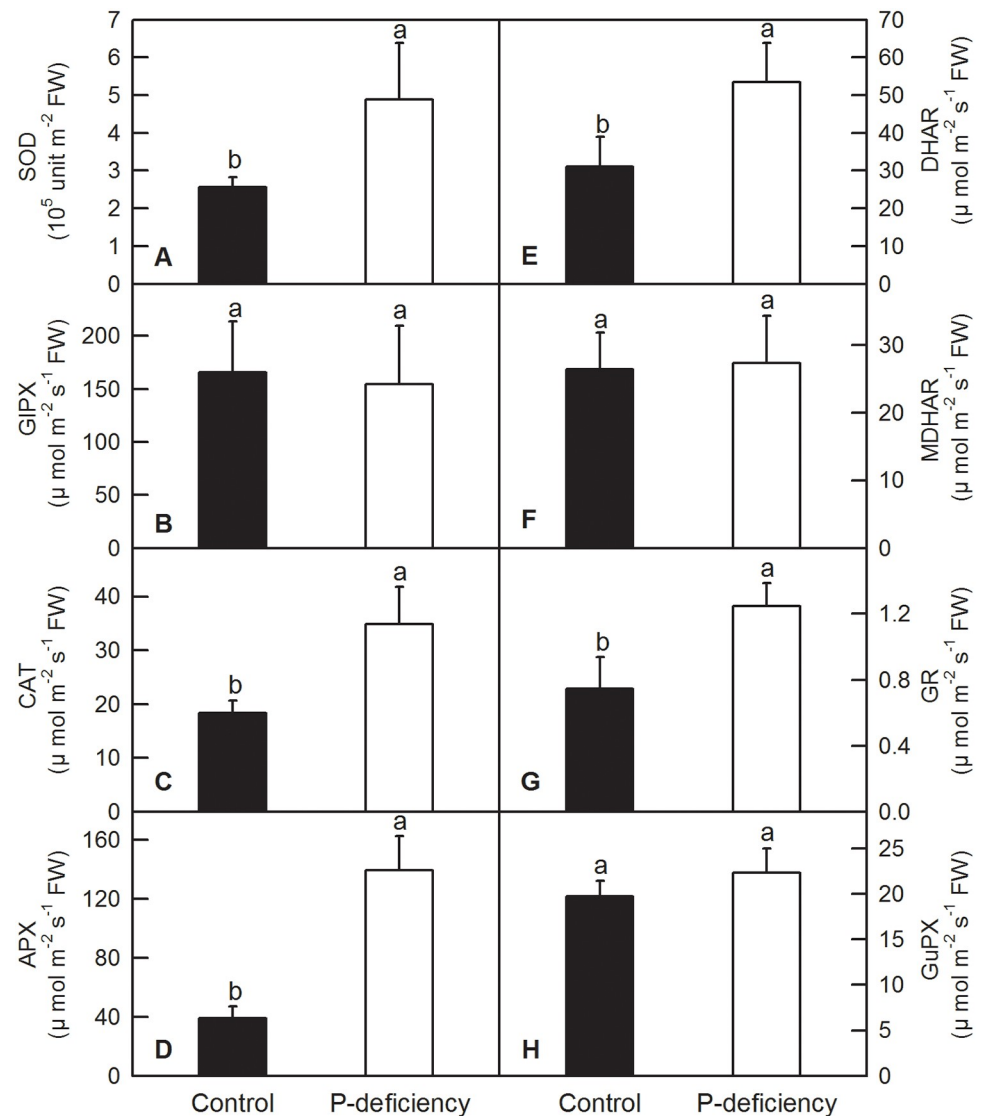 7
6
5
4
3
2
1
0
SOD
(10⁵ unit m⁻² FW)
b
a
A
70
60
50
40
30
20
10
0
DHAR
(µ mol m⁻² s⁻¹ FW)
b
a
E
200
150
100
50
0
GlPX
(µ mol m⁻² s⁻¹ FW)
a
a
B
30
20
10
0
MDHAR
(µ mol m⁻² s⁻¹ FW)
a
a
F
40
30
20
10
0
CAT
(µ mol m⁻² s⁻¹ FW)
b
a
C
1.2
0.8
0.4
0.0
GR
(µ mol m⁻² s⁻¹ FW)
b
a
G
160
120
80
40
0
APX
(µ mol m⁻² s⁻¹ FW)
b
a
D
25
20
15
10
5
0
GuPX
(µ mol m⁻² s⁻¹ FW)
a
a
H
Control P-deficiency Control P-deficiency